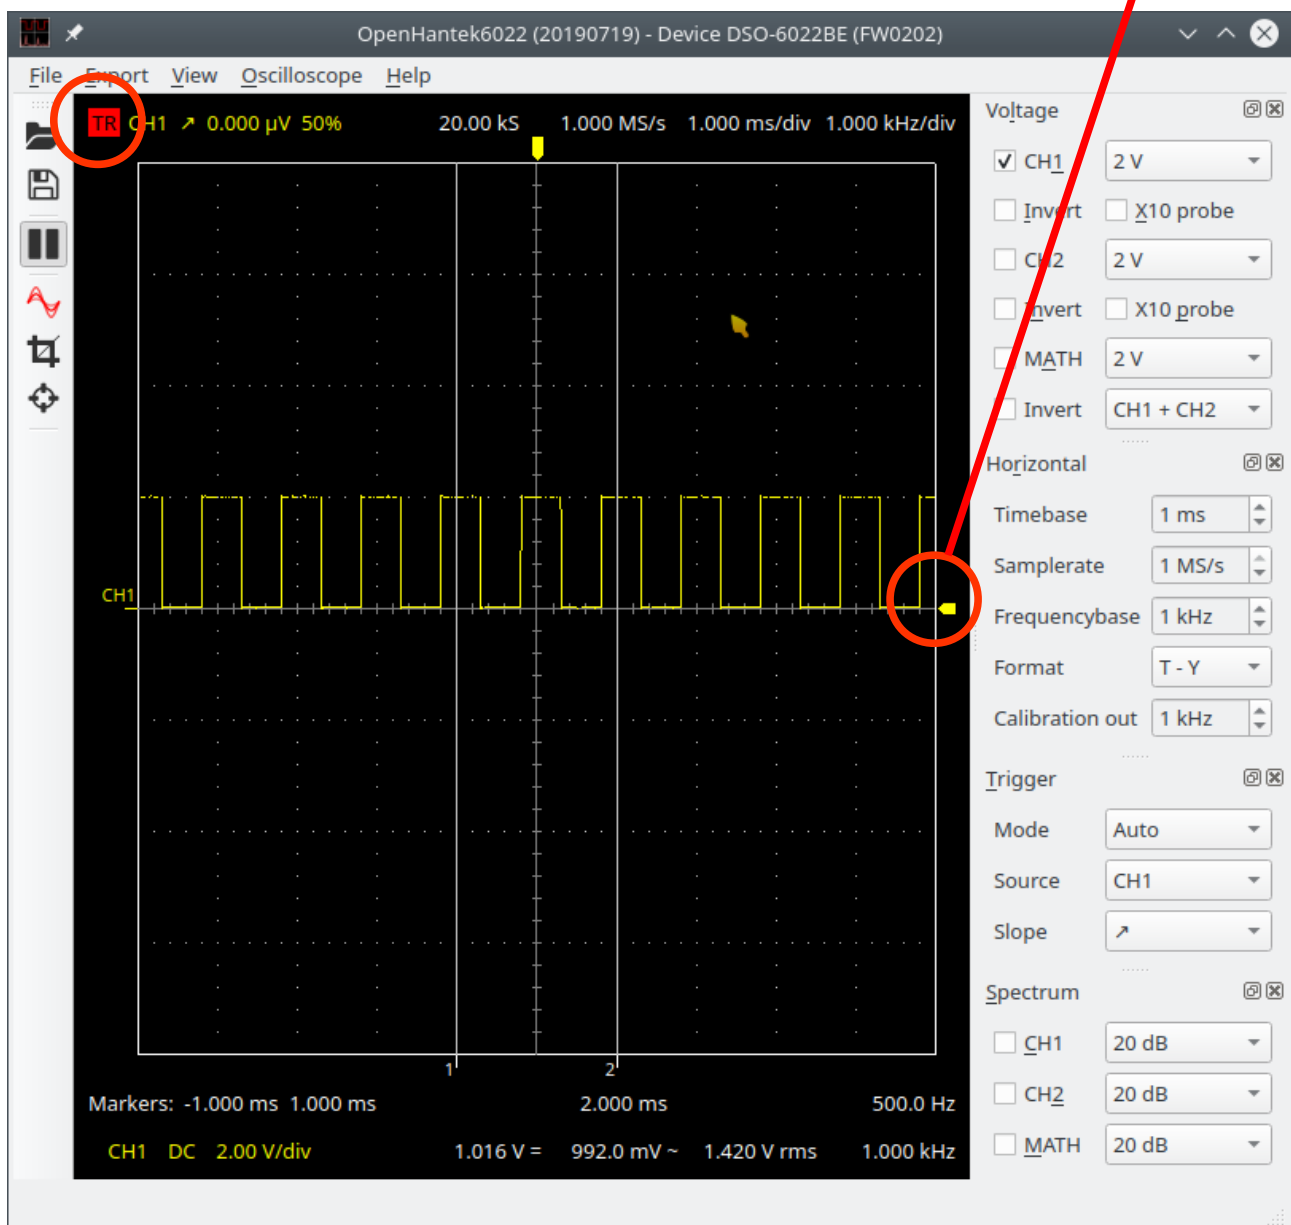 OpenHantek6022 (20190719) - Device DSO-6022BE (FW0202)
File Export View Oscilloscope Help
TR CH1 ↗ 0.000 µV 50% 20.00 kS 1.000 MS/s 1.000 ms/div 1.000 kHz/div
CH1
1 2
Markers: -1.000 ms 1.000 ms 2.000 ms 500.0 Hz
CH1 DC 2.00 V/div 1.016 V = 992.0 mV ~ 1.420 V rms 1.000 kHz
Voltage
CH1 2 V
Invert X10 probe
CH2 2 V
Invert X10 probe
MATH 2 V
Invert CH1 + CH2
Horizontal
Timebase 1 ms
Samplerate 1 MS/s
Frequencybase 1 kHz
Format T - Y
Calibration out 1 kHz
Trigger
Mode Auto
Source CH1
Slope ↗
Spectrum
CH1 20 dB
CH2 20 dB
MATH 20 dB